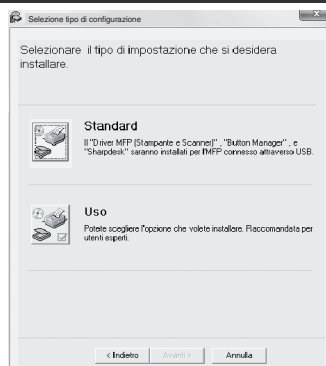 Selezione tipo di configurazione
Selezionare il tipo di impostazione che si desidera
installare.
Standard
Il "Driver MFP (Stampante e Scanner)" , "Button Manager" , e
"Sharpdesk" saranno installati per l'MFP connesso attraverso USB.
Uso
Potete scegliere l'opzione che volete installare. Raccomandata per
utenti esperti.
< Indietro Avanti > Annulla